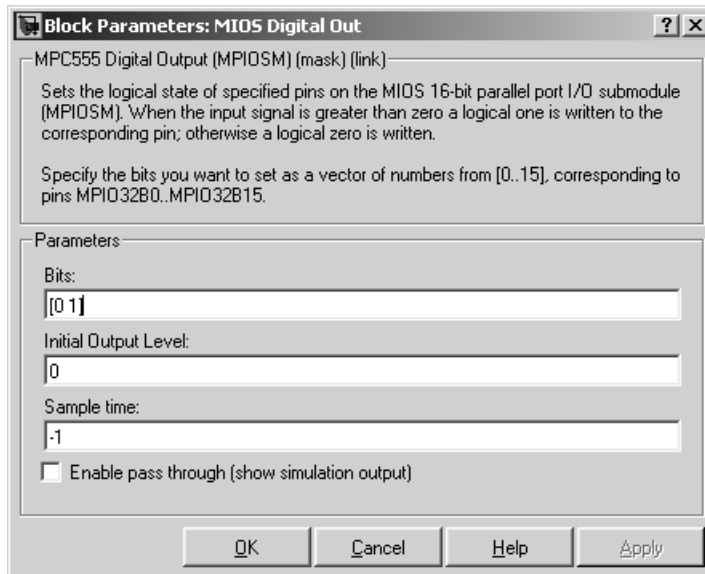 Block Parameters: MIOS Digital Out
MPC555 Digital Output (MPIOSM) (mask) (link)
Sets the logical state of specified pins on the MIOS 16-bit parallel port I/O submodule
(MPIOSM). When the input signal is greater than zero a logical one is written to the
corresponding pin; otherwise a logical zero is written.
Specify the bits you want to set as a vector of numbers from [0..15], corresponding to
pins MPIO32B0..MPIO32B15.
Parameters
Bits:
[0 1]
Initial Output Level:
0
Sample time:
-1
Enable pass through (show simulation output)
OK Cancel Help Apply